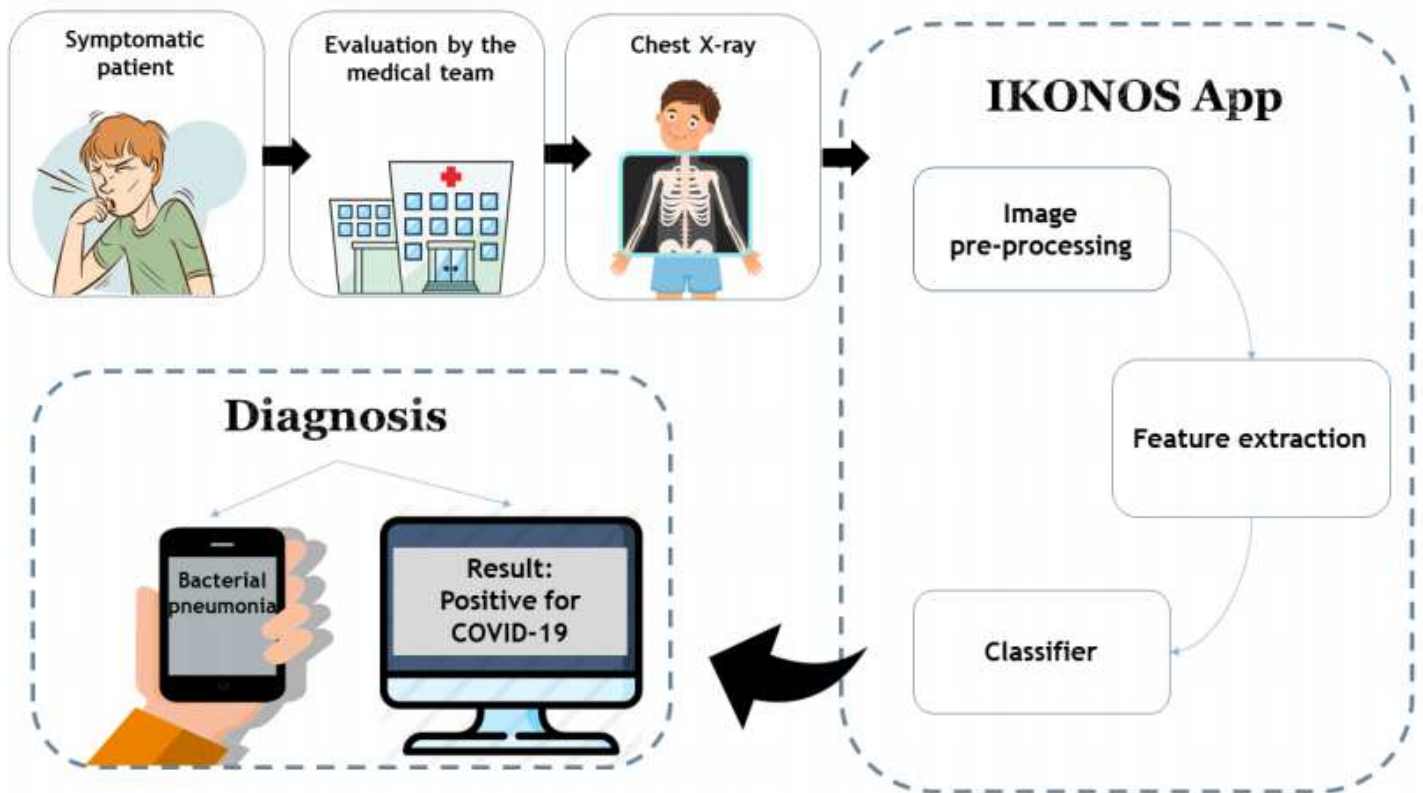 Symptomatic
patient
Evaluation by the
medical team
Chest X-ray
IKONOS App
Image
pre-processing
Feature extraction
Classifier
Diagnosis
Bacterial
pneumonia
Result:
Positive for
COVID-19